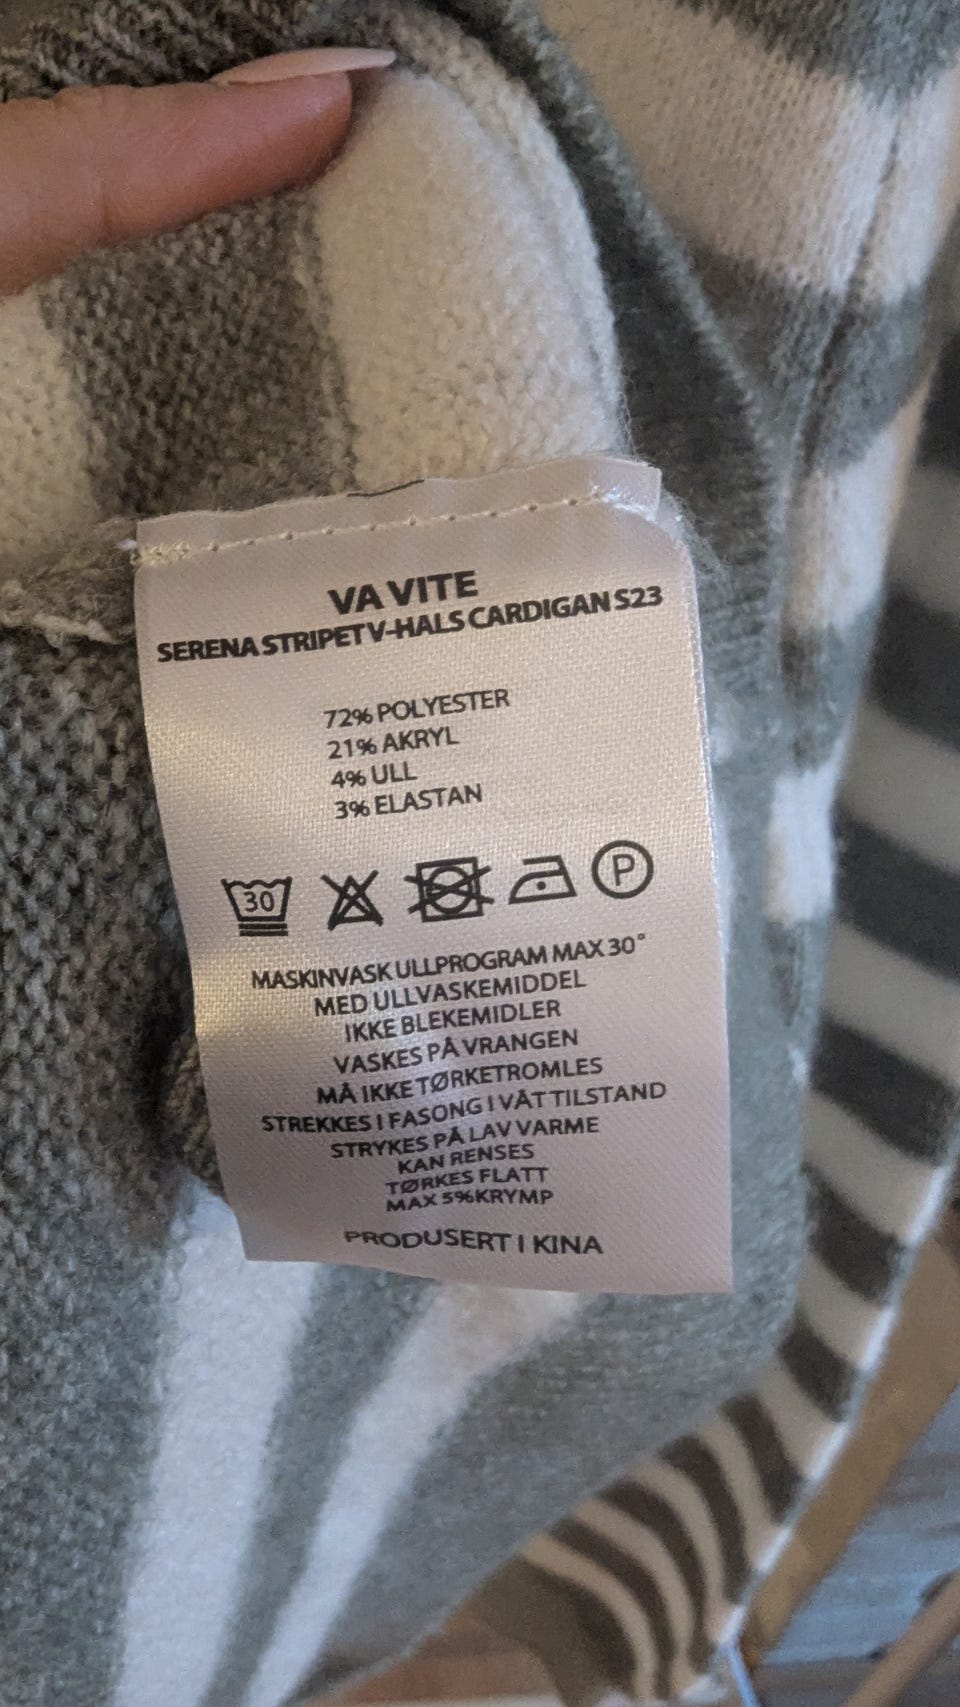 VA VITE
SERENA STRIPET V-HALS CARDIGAN S23
72% POLYESTER
21% AKRYL
4% ULL
3% ELASTAN
30 P
MASKINVASK ULLPROGRAM MAX 30°
MED ULLVASKEMIDDEL
IKKE BLEKEMIDLER
VASKES PÅ VRANGEN
MÅ IKKE TØRKETROMLES
STREKKES I FASONG I VÅT TILSTAND
STRYKES PÅ LAV VARME
KAN RENSES
TØRKES FLATT
MAX 5% KRYMP
PRODUSERT I KINA